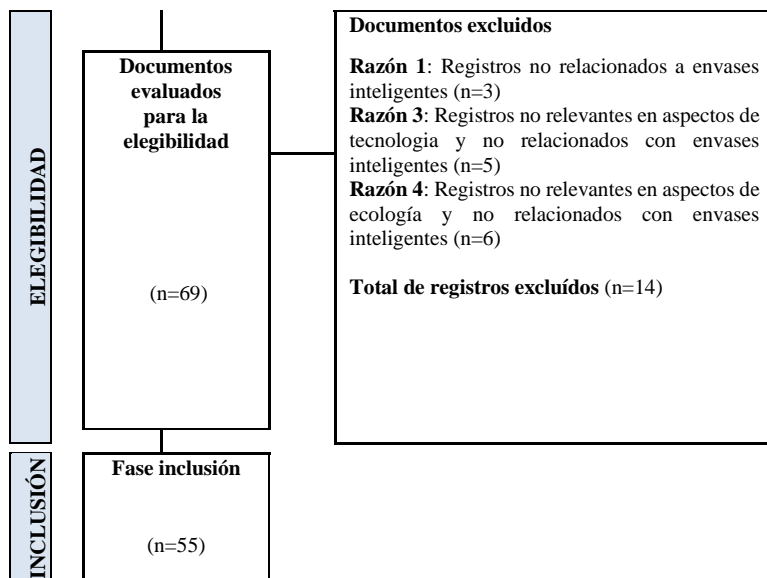 ELEGIBILIDAD
Documentos
evaluados
para la
elegibilidad
(n=69)
Documentos excluidos
Razón 1: Registros no relacionados a envases
inteligentes (n=3)
Razón 3: Registros no relevantes en aspectos de
tecnologia y no relacionados con envases
inteligentes (n=5)
Razón 4: Registros no relevantes en aspectos de
ecología y no relacionados con envases
inteligentes (n=6)
Total de registros excluídos (n=14)
INCLUSIÓN
Fase inclusión
(n=55)